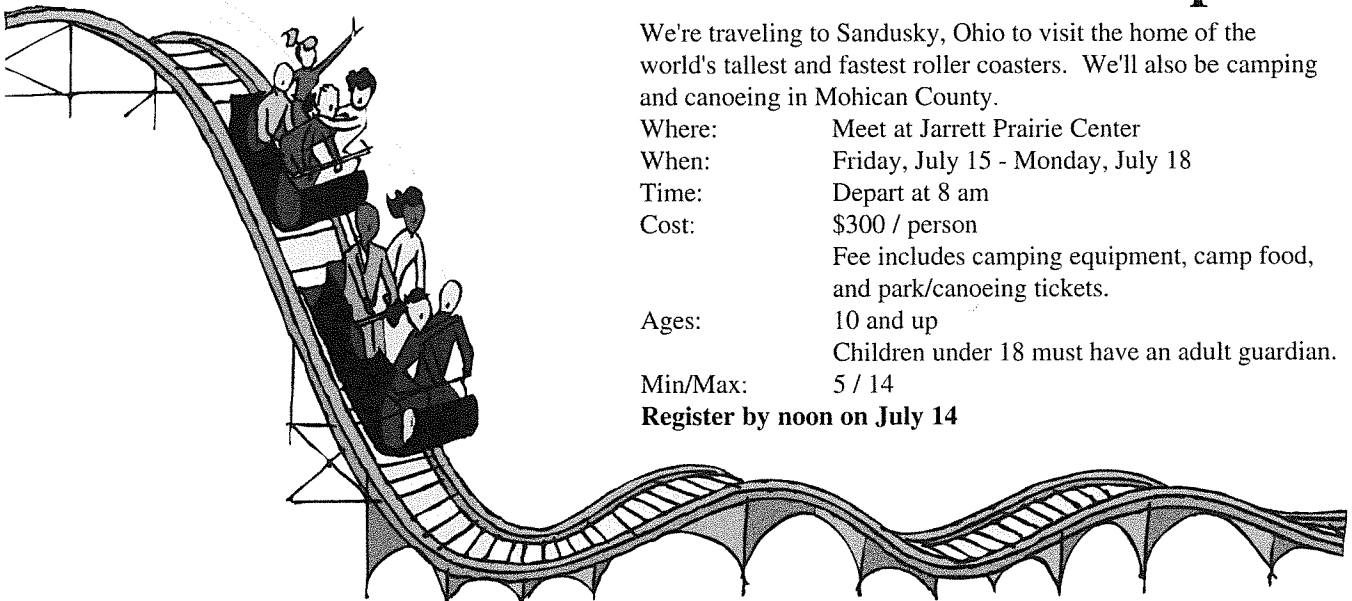 We're traveling to Sandusky, Ohio to visit the home of the
world's tallest and fastest roller coasters. We'll also be camping
and canoeing in Mohican County.
Where: Meet at Jarrett Prairie Center
When: Friday, July 15 - Monday, July 18
Time: Depart at 8 am
Cost: $300 / person
Fee includes camping equipment, camp food,
and park/canoeing tickets.
Ages: 10 and up
Children under 18 must have an adult guardian.
Min/Max: 5 / 14
Register by noon on July 14